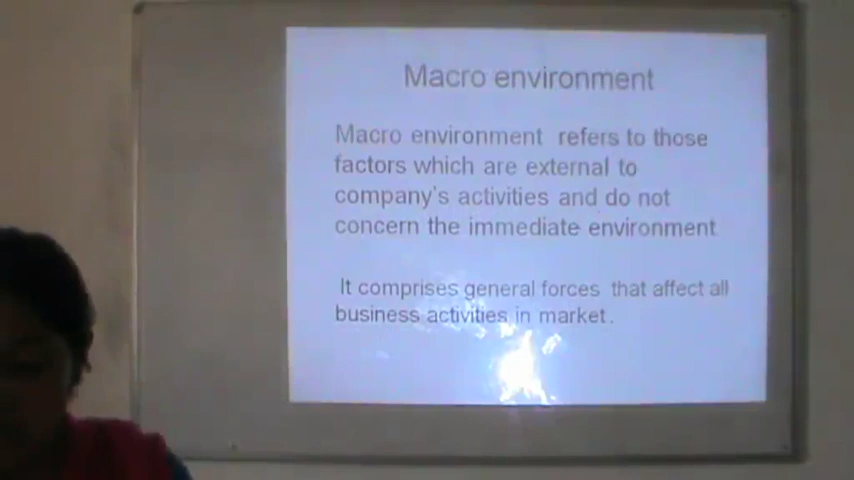 Macro environment
Macro environment refers to those
factors which are external to
company's activities and do not
concern the immediate environment
It comprises general forces that affect all
business activities in market.